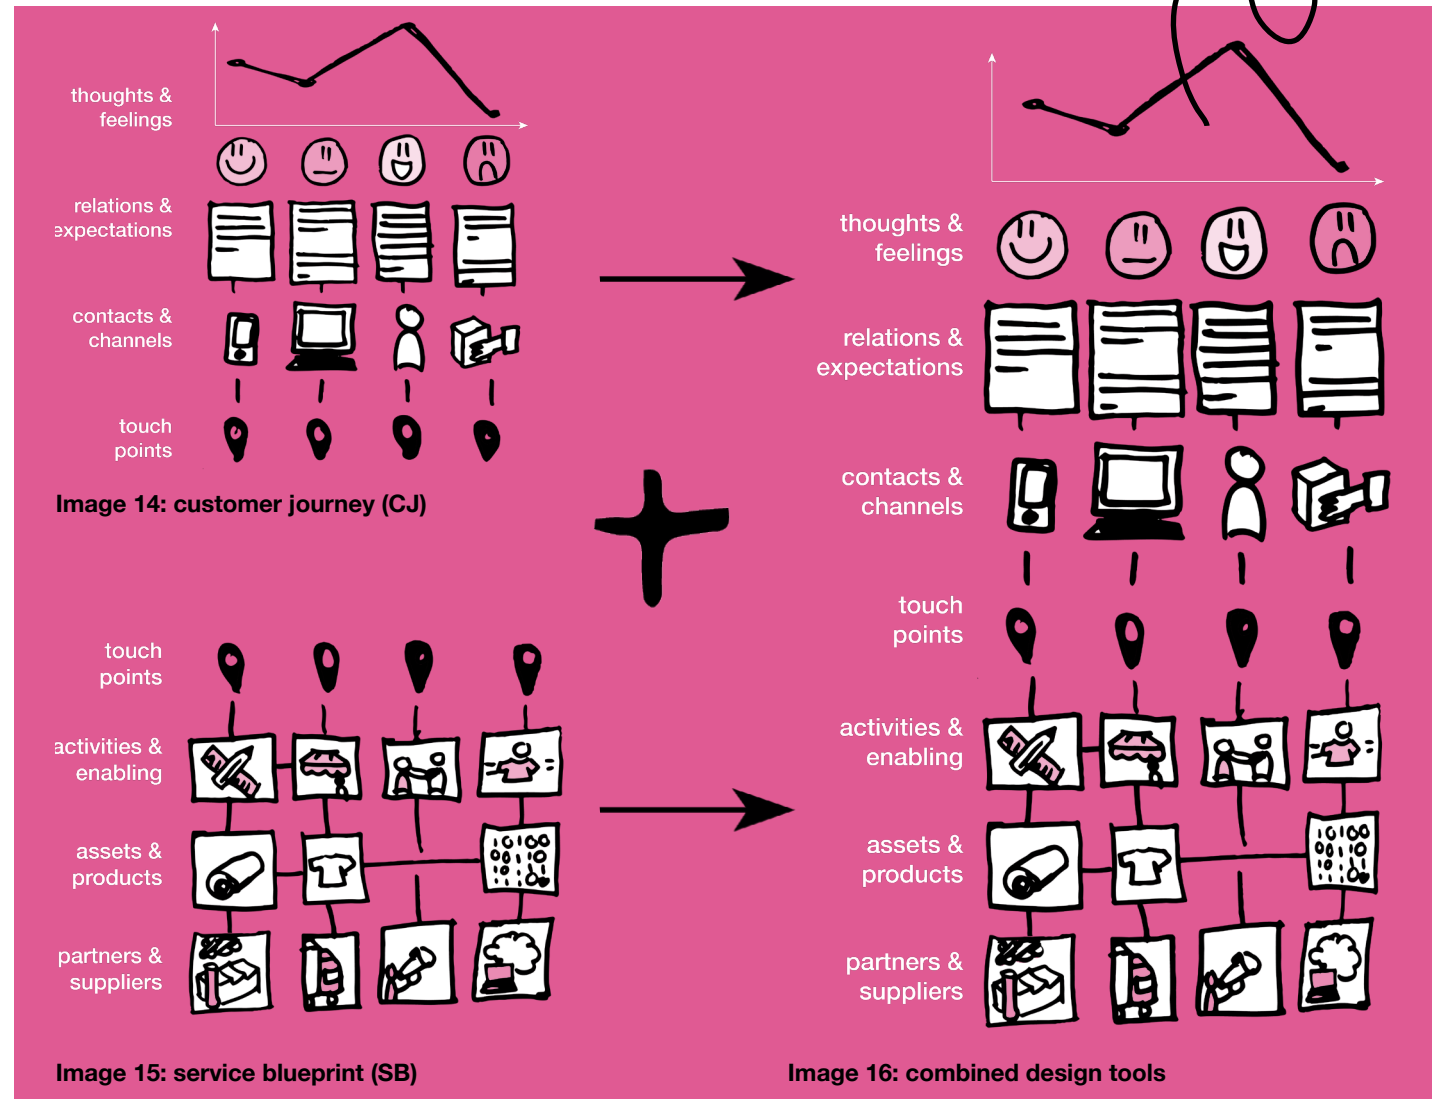 thoughts &
feelings
relations &
expectations
contacts &
channels
touch
points
Image 14: customer journey (CJ)
touch
points
activities &
enabling
assets &
products
partners &
suppliers
Image 15: service blueprint (SB)
thoughts &
feelings
relations &
expectations
contacts &
channels
touch
points
activities &
enabling
assets &
products
partners &
suppliers
Image 16: combined design tools